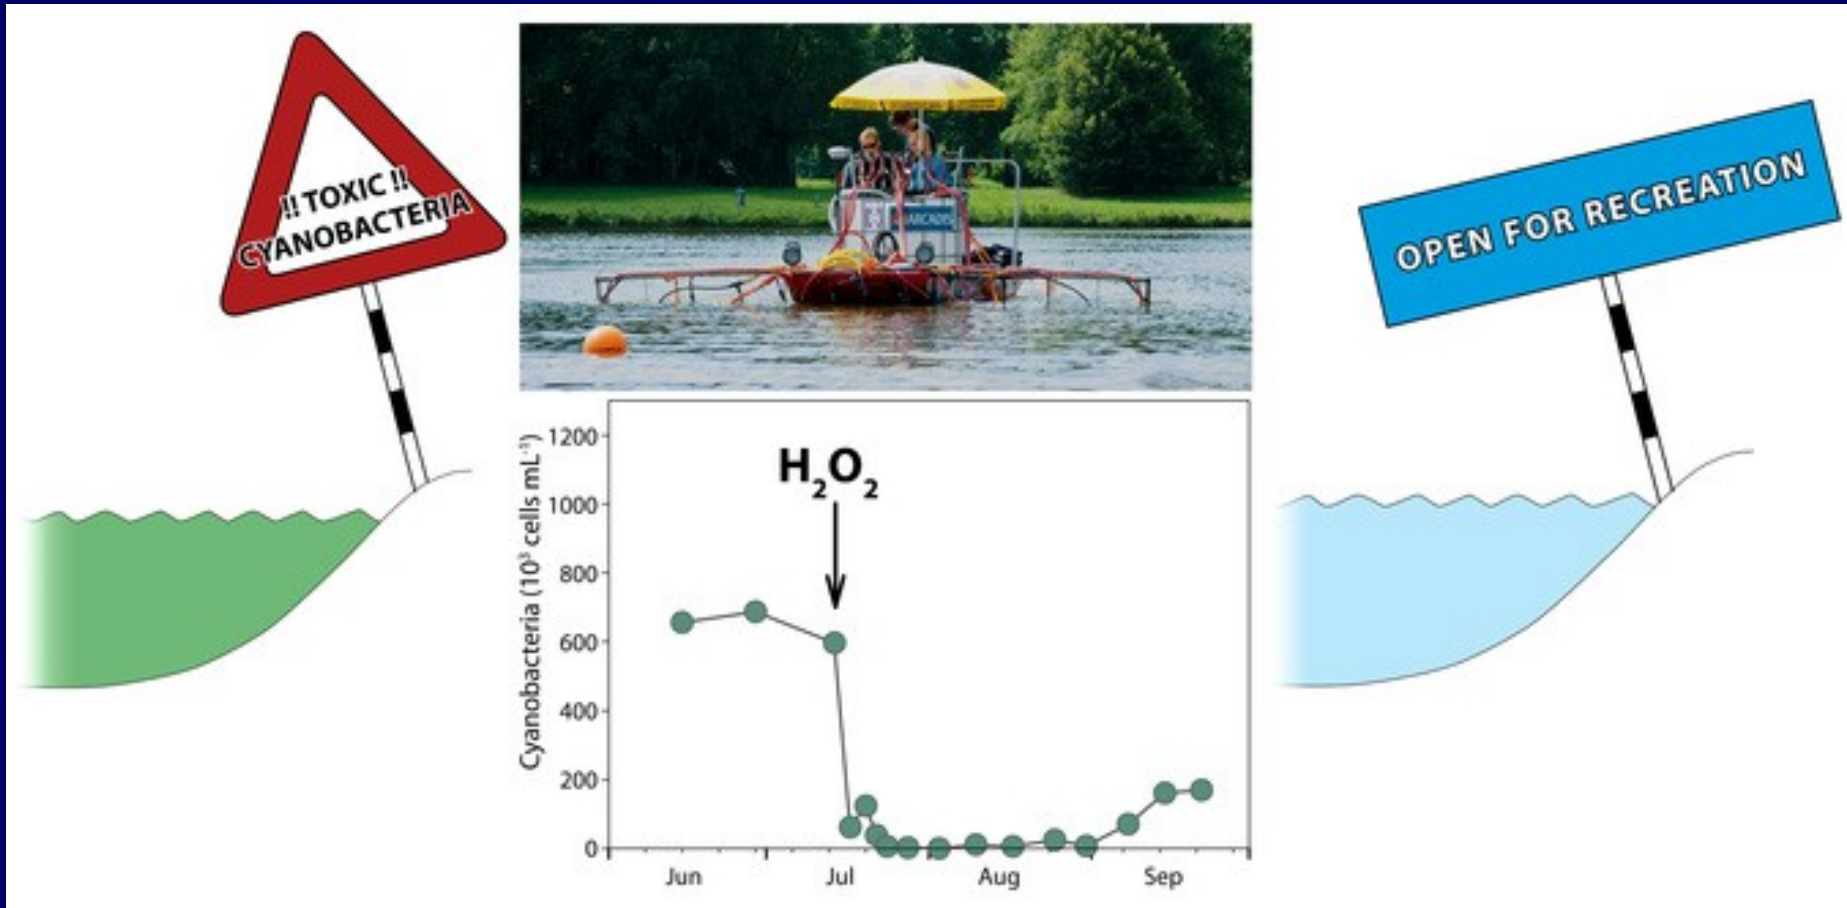 !! TOXIC !!
CYANOBACTERIA
ARCADIS
OPEN FOR RECREATION
Cyanobacteria (10³ cells mL⁻¹)
1200
1000
800
600
400
200
0
H₂O₂
Jun Jul Aug Sep